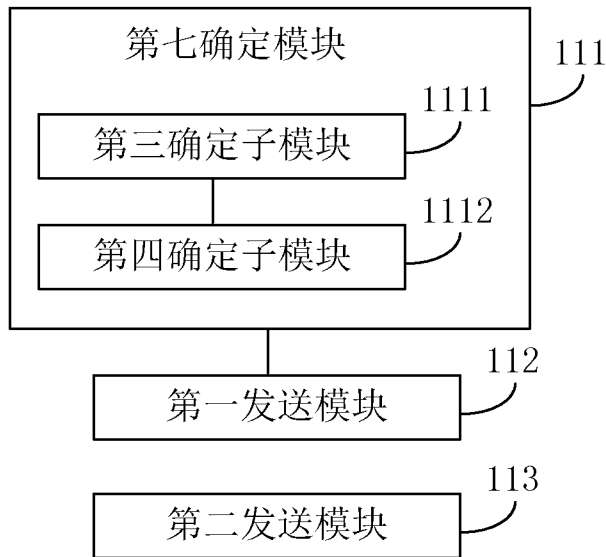 第七确定模块
111
1111
第三确定子模块
1112
第四确定子模块
112
第一发送模块
113
第二发送模块